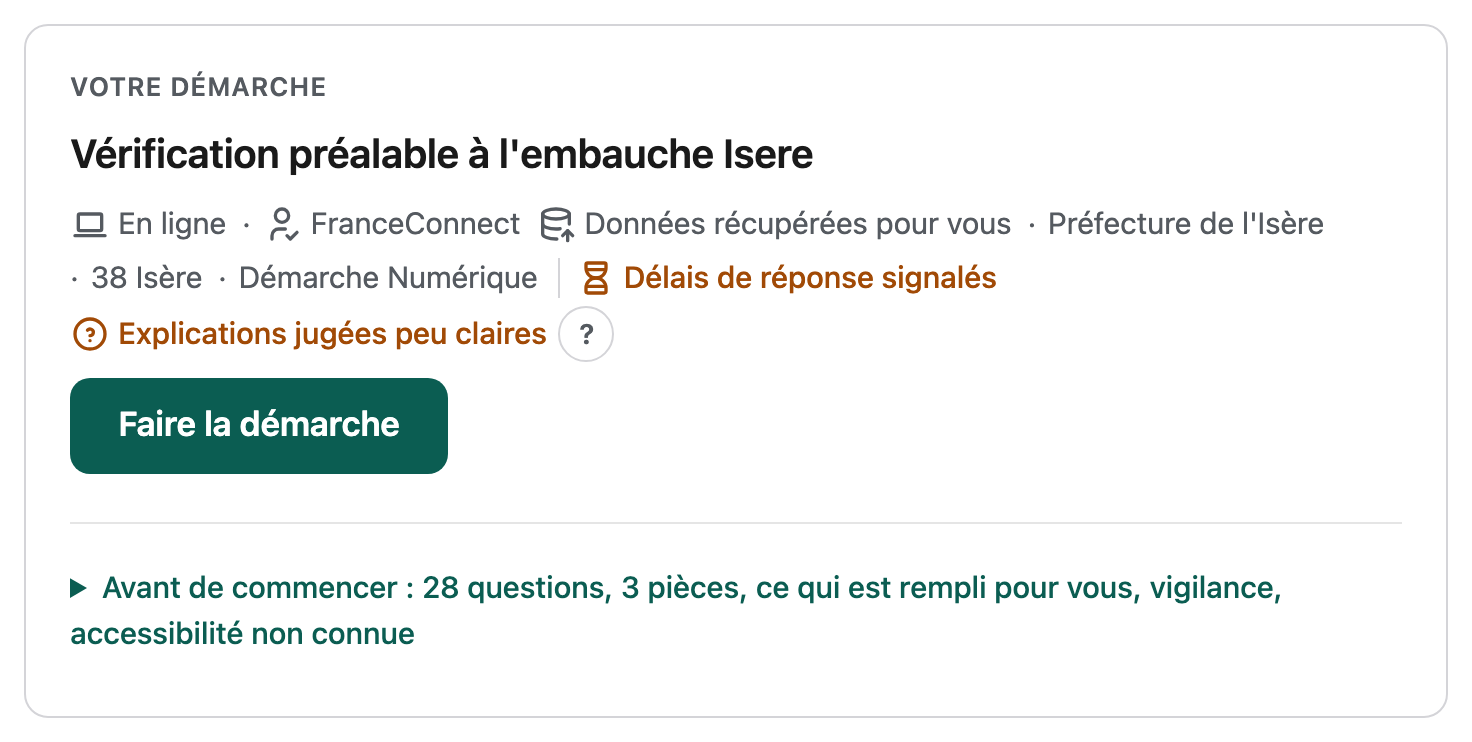 VOTRE DÉMARCHE
Vérification préalable à l'embauche Isere
En ligne · FranceConnect Données récupérées pour vous · Préfecture de l'Isère
· 38 Isère · Démarche Numérique Délais de réponse signalés
Explications jugées peu claires ?
Faire la démarche
Avant de commencer : 28 questions, 3 pièces, ce qui est rempli pour vous, vigilance,
accessibilité non connue